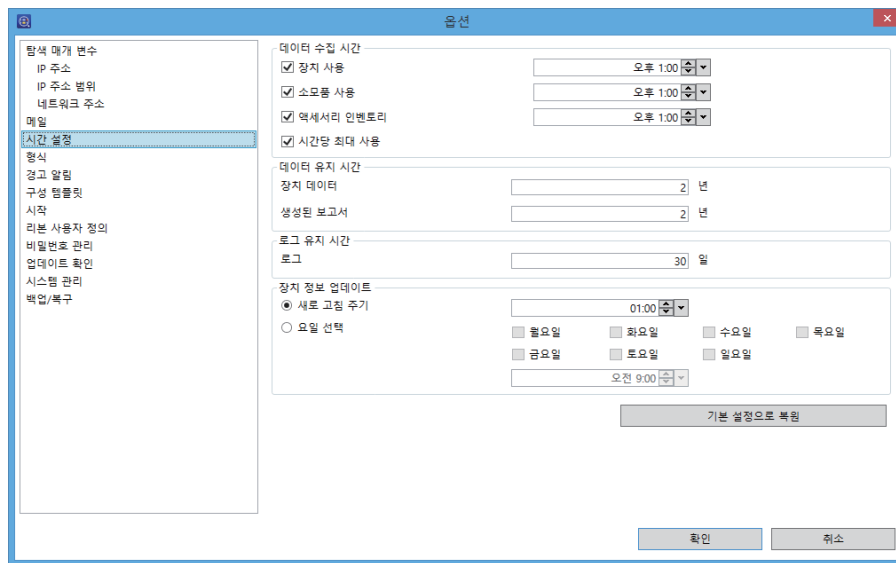 옵션
탐색 매개 변수
IP 주소
IP 주소 범위
네트워크 주소
메일
시간 설정
형식
경고 알림
구성 템플릿
시작
리본 사용자 정의
비밀번호 관리
업데이트 확인
시스템 관리
백업/복구
데이터 수집 시간
장치 사용 오후 1:00
소모품 사용 오후 1:00
액세서리 인벤토리 오후 1:00
시간당 최대 사용
데이터 유지 시간
장치 데이터 2 년
생성된 보고서 2 년
로그 유지 시간
로그 30 일
장치 정보 업데이트
새로 고침 주기 01:00
요일 선택 월요일 화요일 수요일 목요일
금요일 토요일 일요일
오전 9:00
기본 설정으로 복원
확인 취소